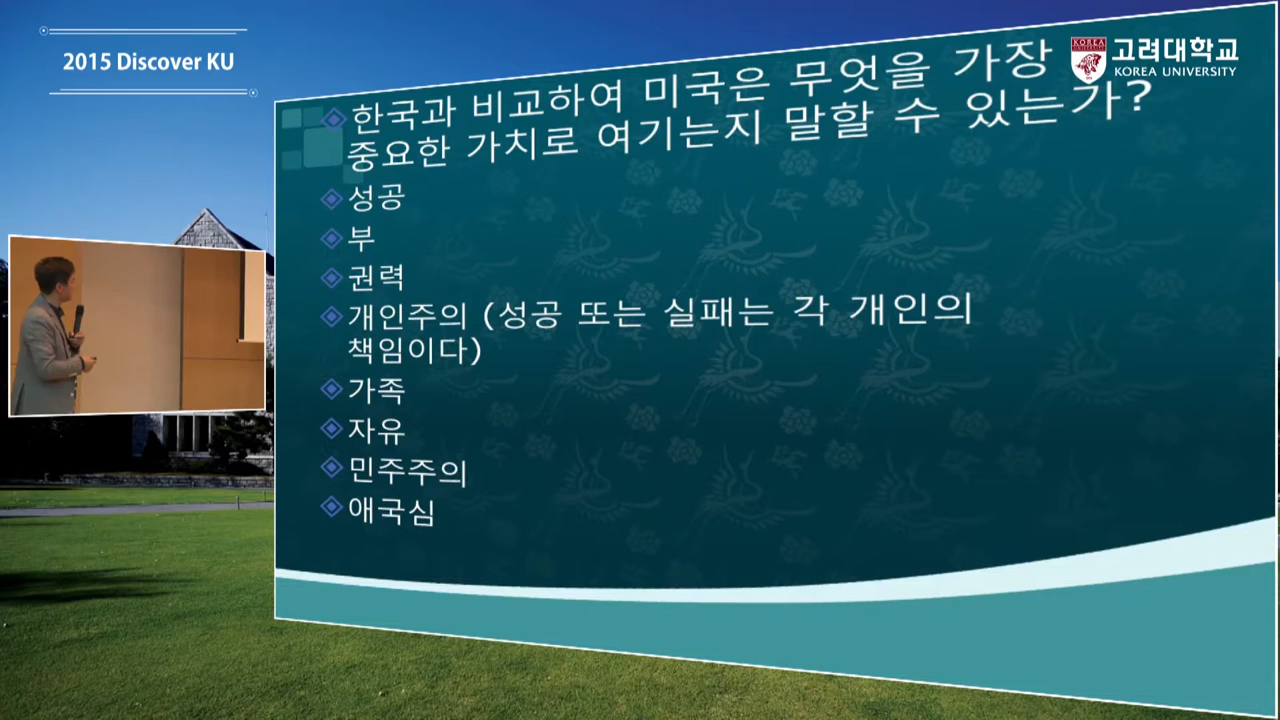 2015 Discover KU
KOREA
고려대학교
KOREA UNIVERSITY
한국과 비교하여 미국은 무엇을 가장
중요한 가치로 여기는지 말할 수 있는가?
성공
부
권력
개인주의 (성공 또는 실패는 각 개인의
책임이다)
가족
자유
민주주의
애국심